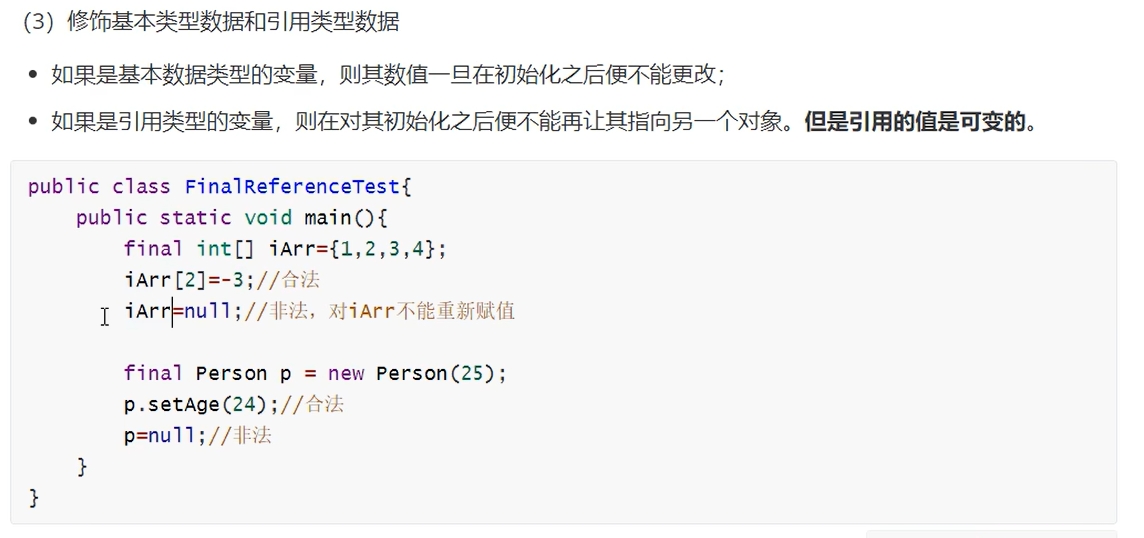 （3）修饰基本类型数据和引用类型数据
如果是基本数据类型的变量，则其数值一旦在初始化之后便不能更改；
如果是引用类型的变量，则在对其初始化之后便不能再让其指向另一个对象。但是引用的值是可变的。
public class FinalReferenceTest{
    public static void main(){
        final int[] iArr={1,2,3,4};
        iArr[2]=-3;//合法
        iArr=null;//非法，对iArr不能重新赋值
        final Person p = new Person(25);
        p.setAge(24);//合法
        p=null;//非法
    }
}